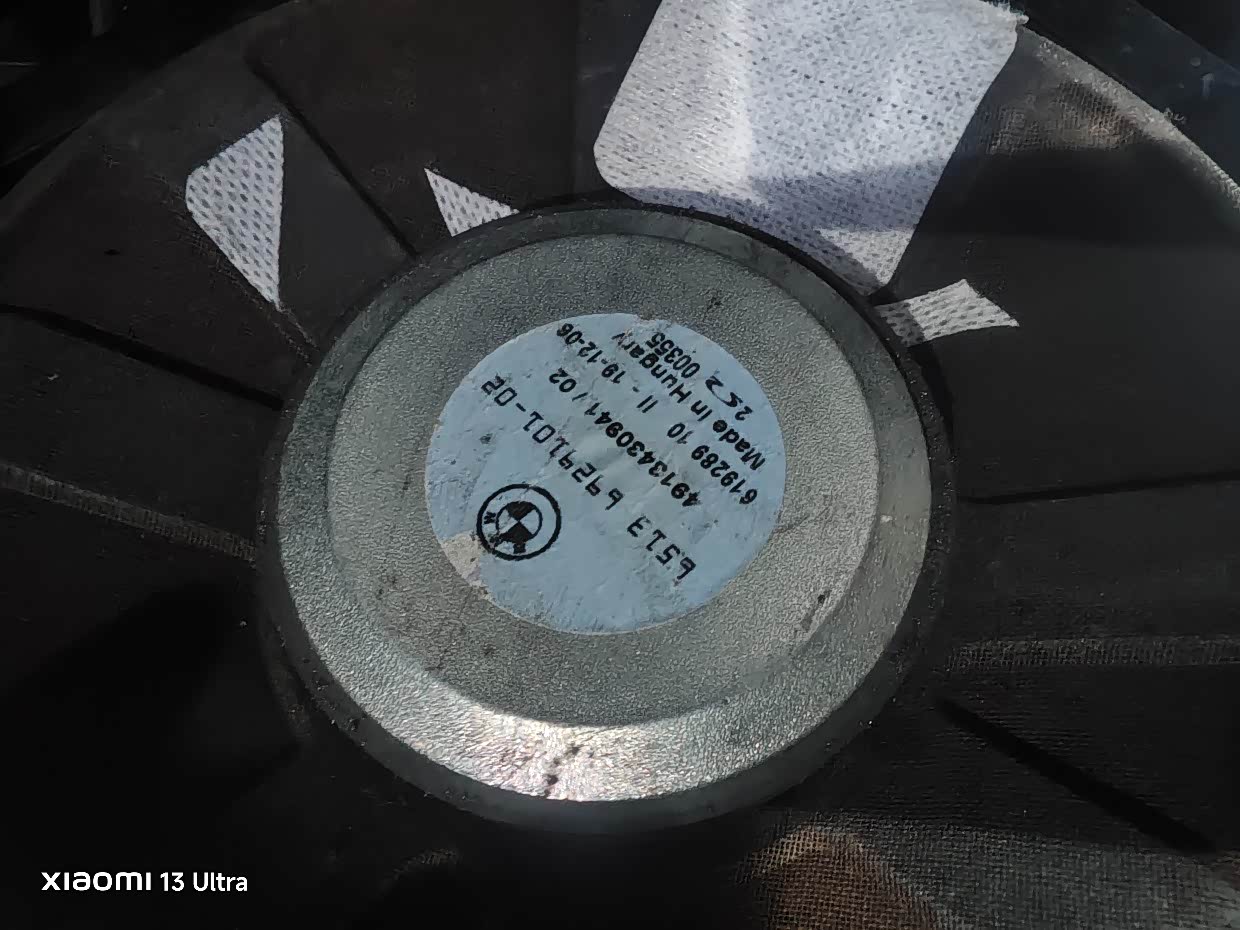 6513 6929101-02
4913430941/02
619289 10 II - 19-12-06
Made In Hungary
252 00355
XIAOMI 13 Ultra